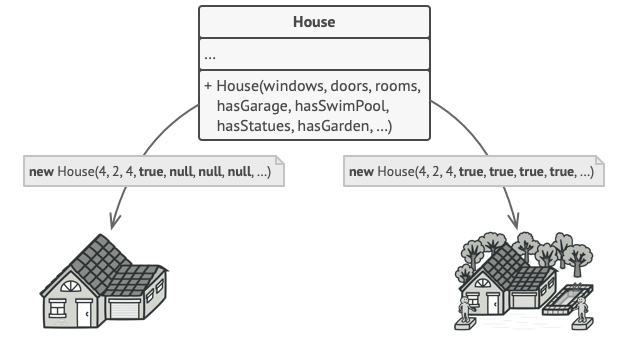 House
...
+ House(windows, doors, rooms,
hasGarage, hasSwimPool,
hasStatues, hasGarden, ...)
new House(4, 2, 4, true, null, null, null, ...)
new House(4, 2, 4, true, true, true, true, ...)